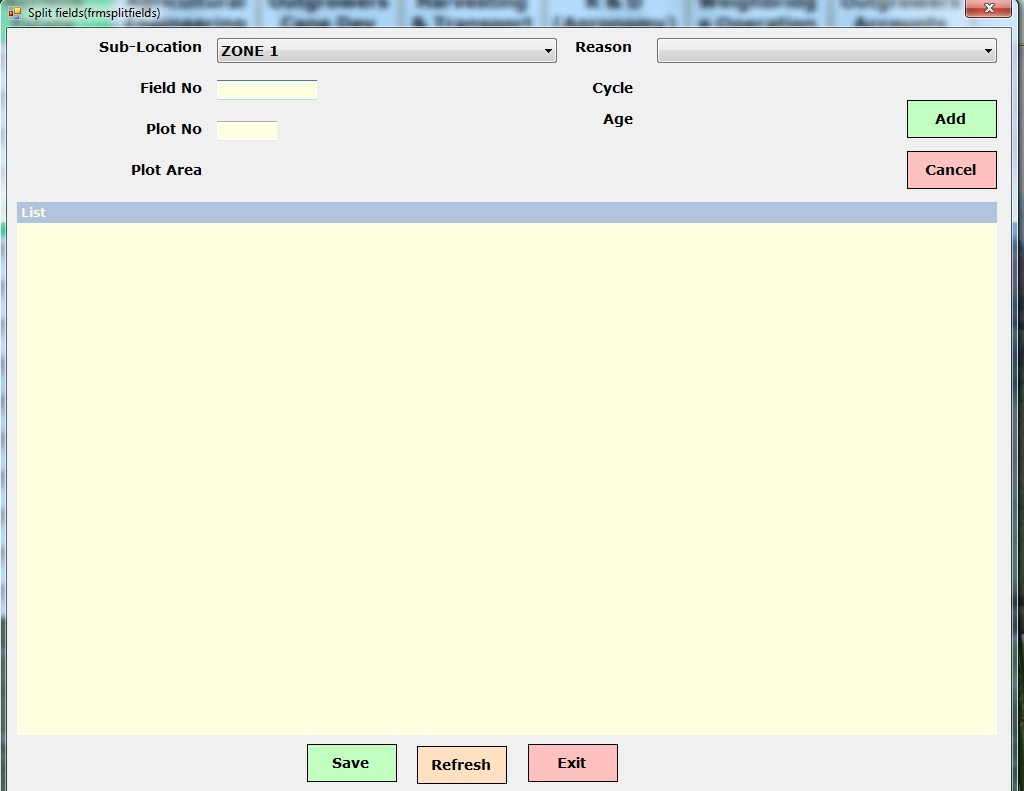 Split fields(frmsplitfields)
Sub-Location ZONE 1 Reason
Field No Cycle
Age
Add
Plot No
Plot Area
Cancel
List
Save Refresh Exit